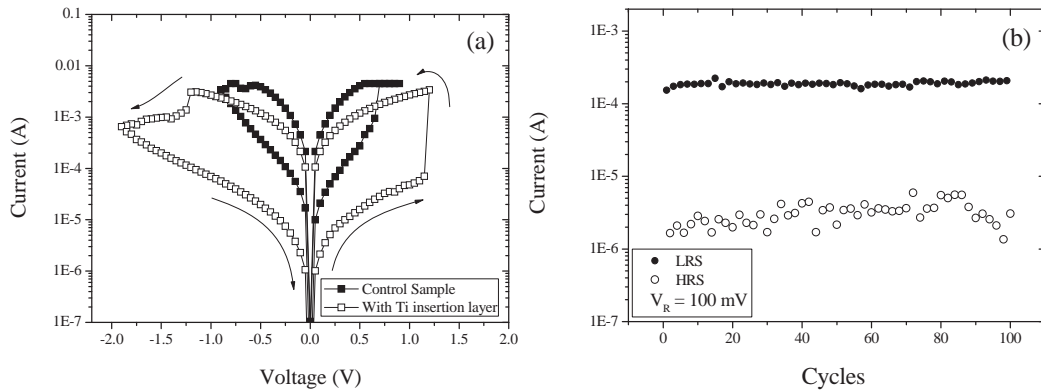 (a)
Current (A)
0.1
0.01
1E-3
1E-4
1E-5
1E-6
1E-7
Control Sample
With Ti insertion layer
-2.0 -1.5 -1.0 -0.5 0.0 0.5 1.0 1.5 2.0
Voltage (V)
(b)
Current (A)
1E-2
1E-3
1E-4
1E-5
1E-6
1E-7
LRS
HRS
V_R = 100 mV
0 20 40 60 80 100
Cycles